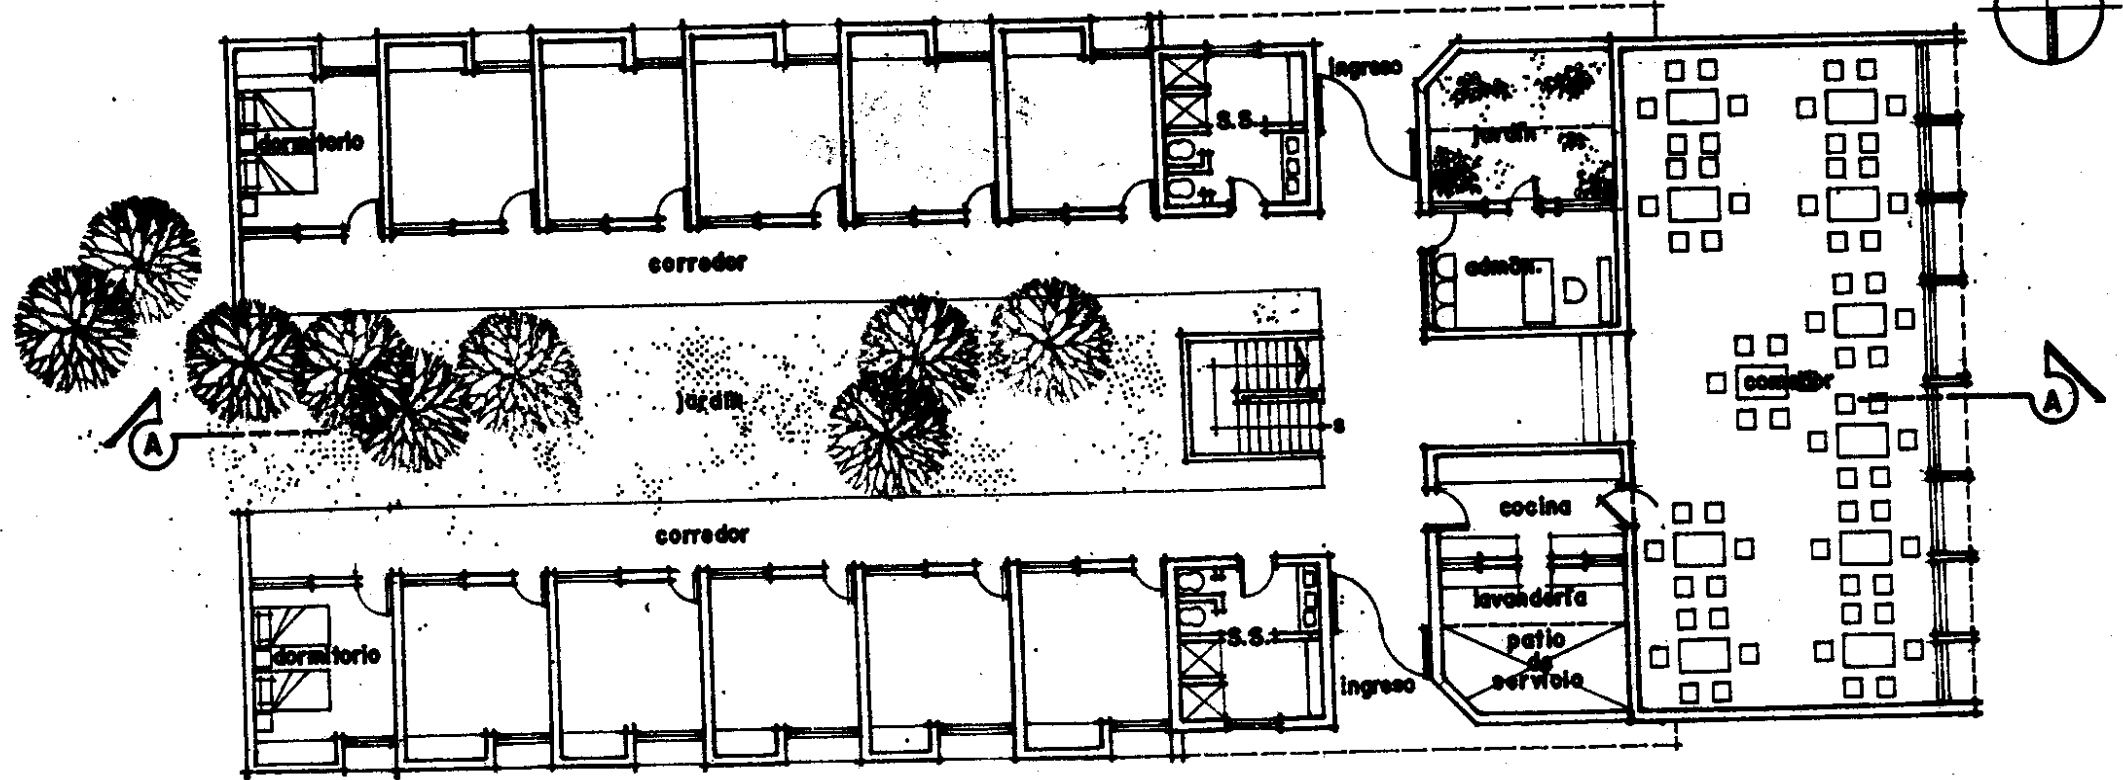 ingreso
S.S.
jardín
dormitorio
corredor
admón.
comedor
jardín
A
A
S
cocina
corredor
lavandería
S.S.
patio
de
servicio
dormitorio
ingreso